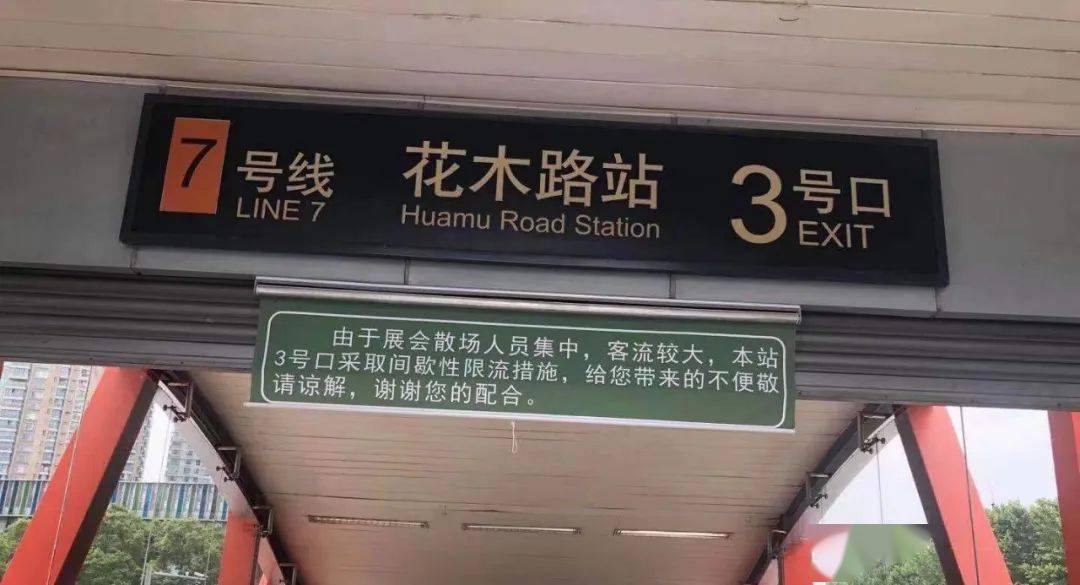 7号线
LINE 7
花木路站
Huamu Road Station
3号口
EXIT
由于展会散场人员集中，客流较大，本站
3号口采取间歇性限流措施，给您带来的不便敬
请谅解，谢谢您的配合。